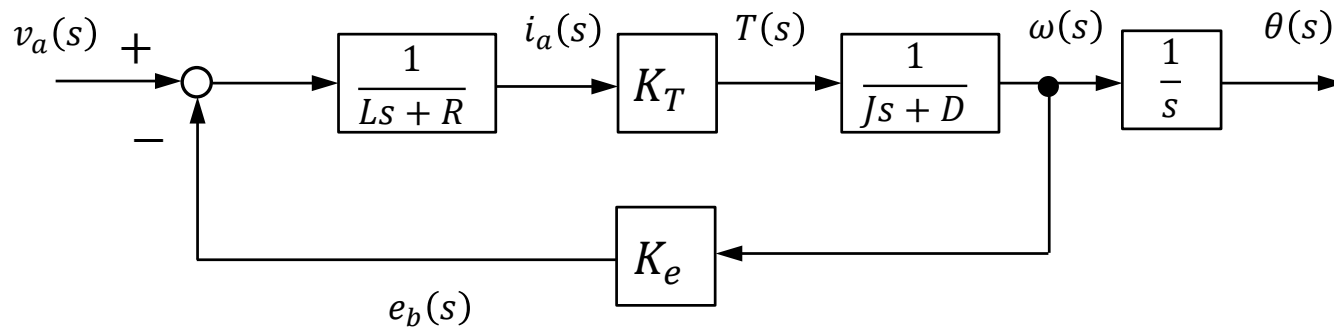 v_a(s)
+
−
1
Ls + R
i_a(s)
K_T
T(s)
1
Js + D
ω(s)
1
s
θ(s)
K_e
e_b(s)